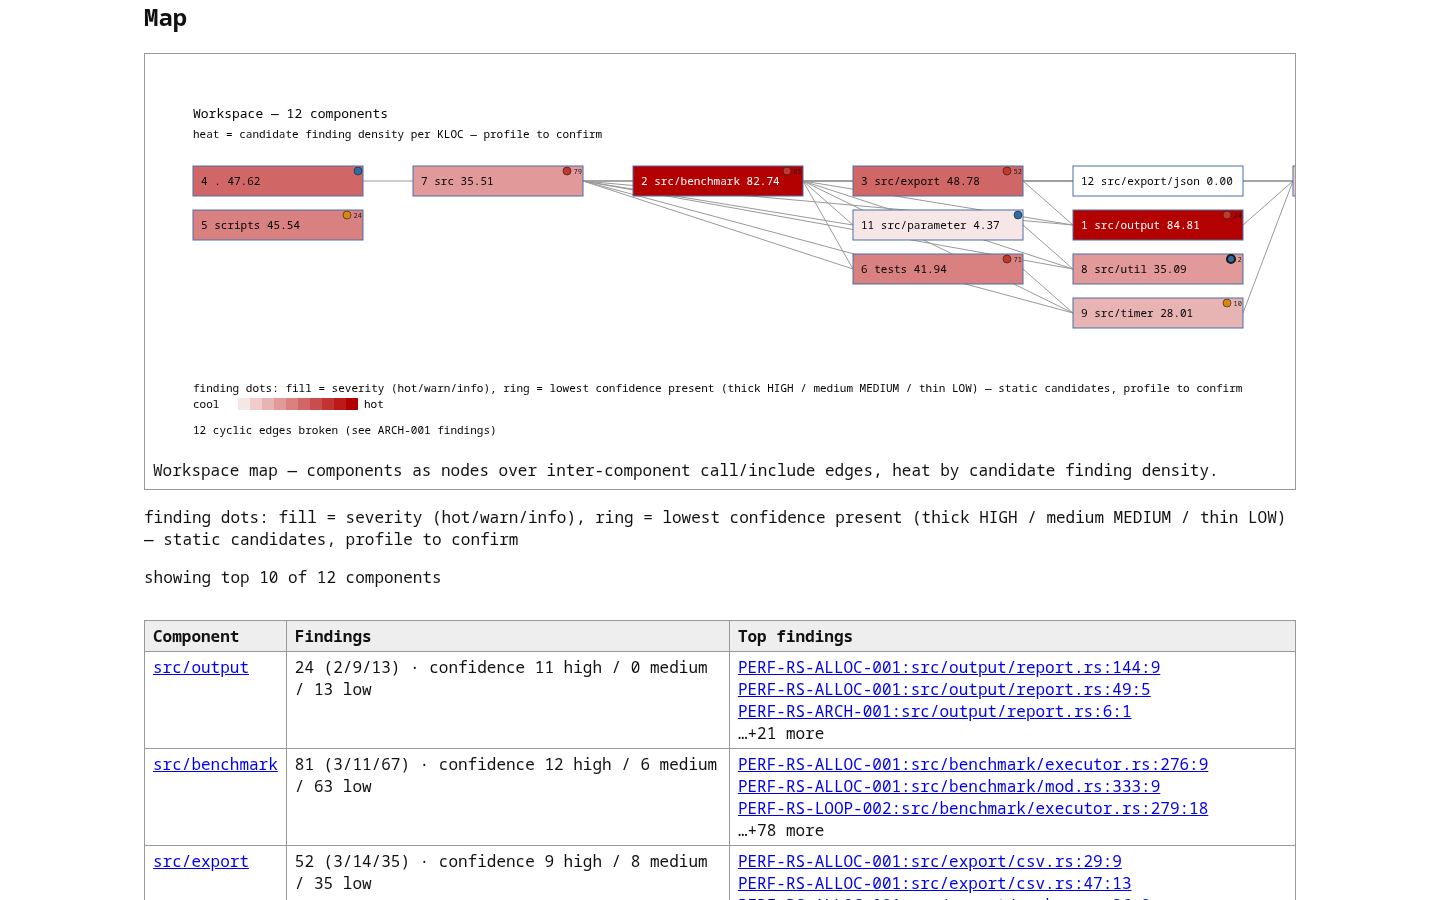 Map
Workspace — 12 components
heat = candidate finding density per KLOC — profile to confirm
4 . 47.62
7 src 35.51 79
2 src/benchmark 82.74
3 src/export 48.78 52
12 src/export/json 0.00
5 scripts 45.54 24
11 src/parameter 4.37
1 src/output 84.81
6 tests 41.94 71
8 src/util 35.09 2
9 src/timer 28.01 10
finding dots: fill = severity (hot/warn/info), ring = lowest confidence present (thick HIGH / medium MEDIUM / thin LOW) — static candidates, profile to confirm
cool hot
12 cyclic edges broken (see ARCH-001 findings)
Workspace map — components as nodes over inter-component call/include edges, heat by candidate finding density.
finding dots: fill = severity (hot/warn/info), ring = lowest confidence present (thick HIGH / medium MEDIUM / thin LOW)
— static candidates, profile to confirm
showing top 10 of 12 components
Component Findings Top findings
src/output 24 (2/9/13) · confidence 11 high / 0 medium PERF-RS-ALLOC-001:src/output/report.rs:144:9
/ 13 low PERF-RS-ALLOC-001:src/output/report.rs:49:5
PERF-RS-ARCH-001:src/output/report.rs:6:1
…+21 more
src/benchmark 81 (3/11/67) · confidence 12 high / 6 medium PERF-RS-ALLOC-001:src/benchmark/executor.rs:276:9
/ 63 low PERF-RS-ALLOC-001:src/benchmark/mod.rs:333:9
PERF-RS-LOOP-002:src/benchmark/executor.rs:279:18
…+78 more
src/export 52 (3/14/35) · confidence 9 high / 8 medium PERF-RS-ALLOC-001:src/export/csv.rs:29:9
/ 35 low PERF-RS-ALLOC-001:src/export/csv.rs:47:13